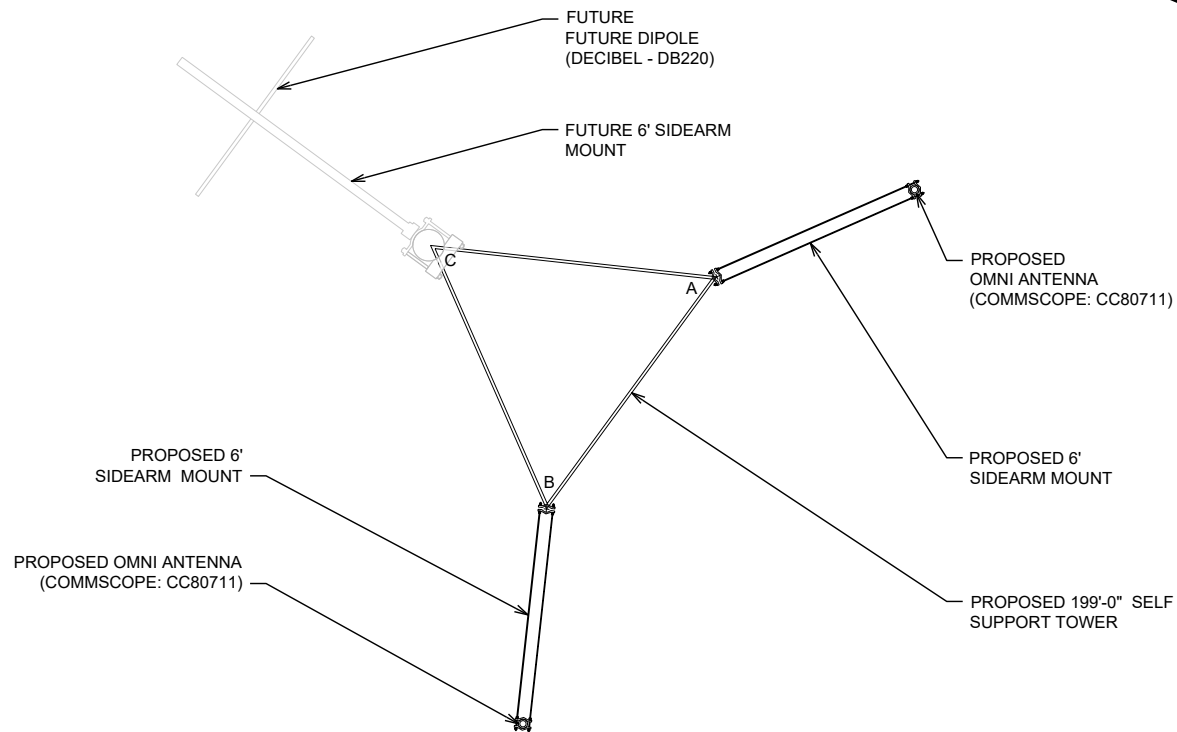 FUTURE
FUTURE DIPOLE
(DECIBEL - DB220)
FUTURE 6' SIDEARM
MOUNT
C
A
PROPOSED
OMNI ANTENNA
(COMMSCOPE: CC80711)
PROPOSED 6'
SIDEARM MOUNT
B
PROPOSED 6'
SIDEARM MOUNT
PROPOSED OMNI ANTENNA
(COMMSCOPE: CC80711)
PROPOSED 199'-0" SELF
SUPPORT TOWER